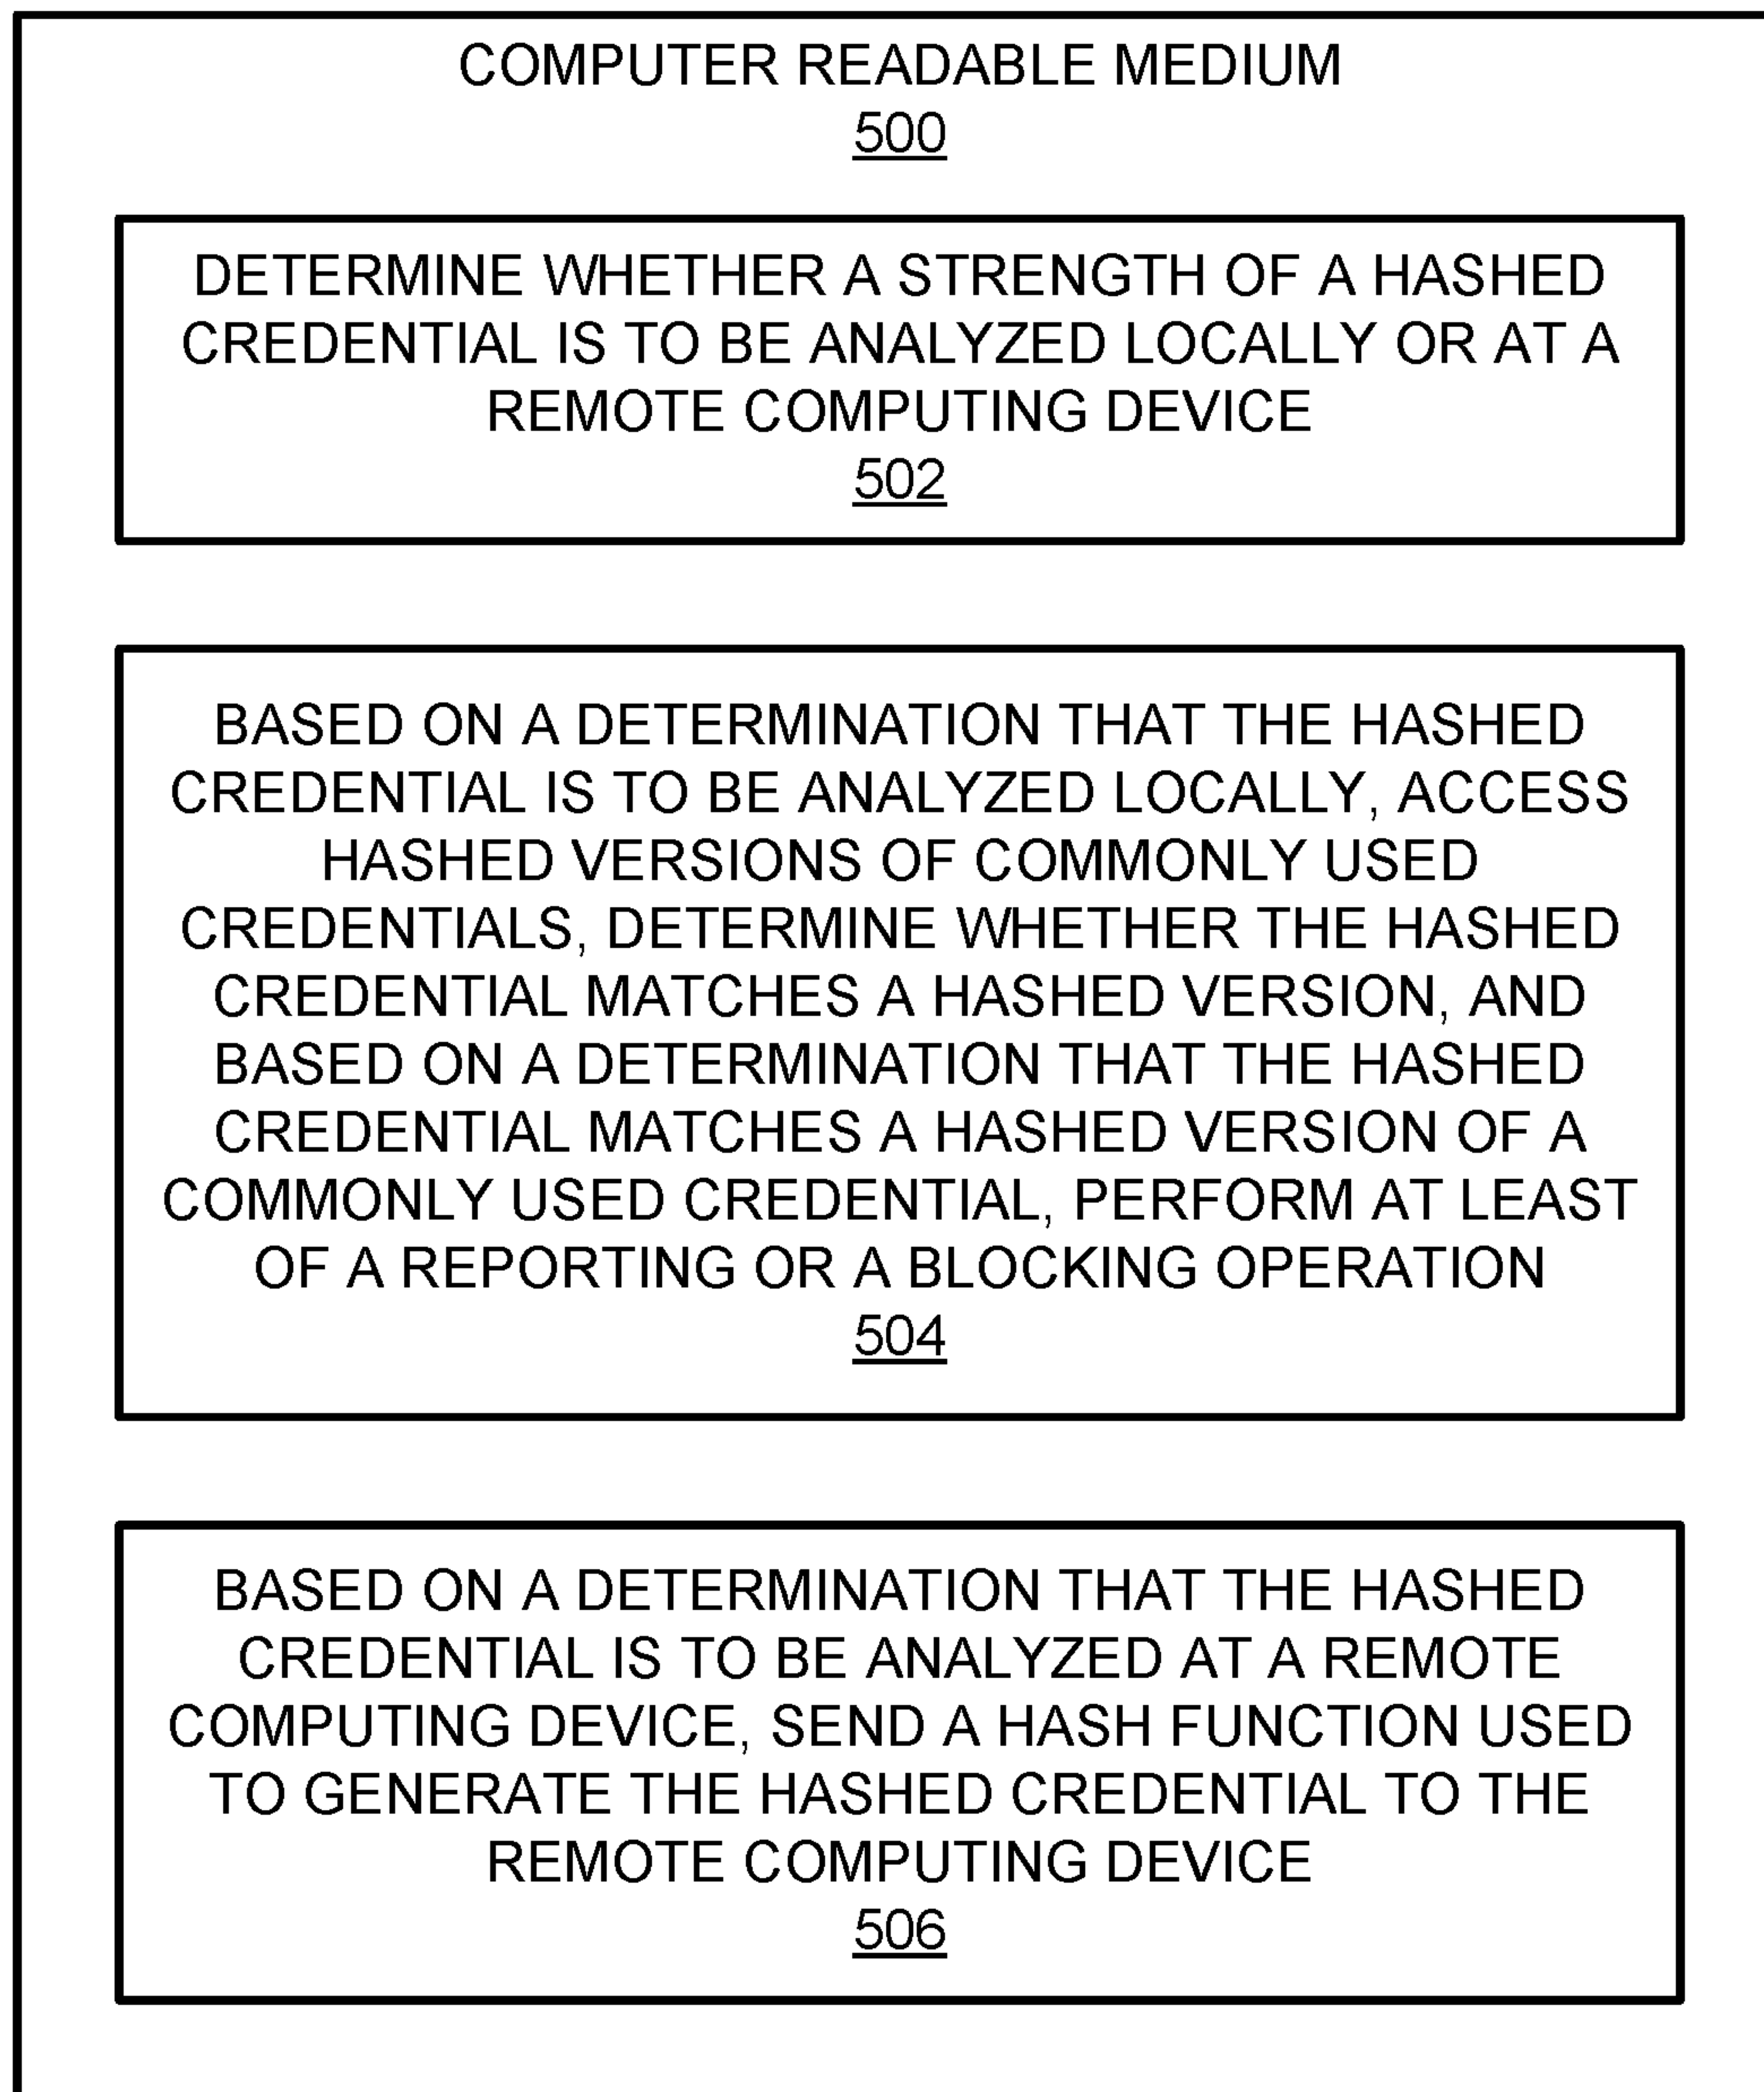 COMPUTER READABLE MEDIUM
500
DETERMINE WHETHER A STRENGTH OF A HASHED
CREDENTIAL IS TO BE ANALYZED LOCALLY OR AT A
REMOTE COMPUTING DEVICE
502
BASED ON A DETERMINATION THAT THE HASHED
CREDENTIAL IS TO BE ANALYZED LOCALLY, ACCESS
HASHED VERSIONS OF COMMONLY USED
CREDENTIALS, DETERMINE WHETHER THE HASHED
CREDENTIAL MATCHES A HASHED VERSION, AND
BASED ON A DETERMINATION THAT THE HASHED
CREDENTIAL MATCHES A HASHED VERSION OF A
COMMONLY USED CREDENTIAL, PERFORM AT LEAST
OF A REPORTING OR A BLOCKING OPERATION
504
BASED ON A DETERMINATION THAT THE HASHED
CREDENTIAL IS TO BE ANALYZED AT A REMOTE
COMPUTING DEVICE, SEND A HASH FUNCTION USED
TO GENERATE THE HASHED CREDENTIAL TO THE
REMOTE COMPUTING DEVICE
506